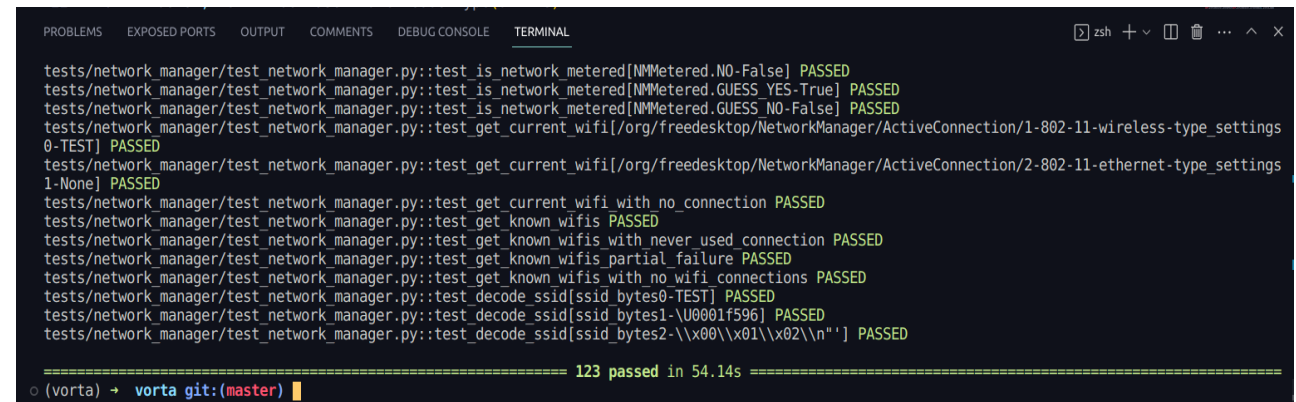 PROBLEMS EXPOSED PORTS OUTPUT COMMENTS DEBUG CONSOLE TERMINAL zsh
tests/network_manager/test_network_manager.py::test_is_network_metered[NMMetered.NO-False] PASSED
tests/network_manager/test_network_manager.py::test_is_network_metered[NMMetered.GUESS_YES-True] PASSED
tests/network_manager/test_network_manager.py::test_is_network_metered[NMMetered.GUESS_NO-False] PASSED
tests/network_manager/test_network_manager.py::test_get_current_wifi[/org/freedesktop/NetworkManager/ActiveConnection/1-802-11-wireless-type_settings
0-TEST] PASSED
tests/network_manager/test_network_manager.py::test_get_current_wifi[/org/freedesktop/NetworkManager/ActiveConnection/2-802-11-ethernet-type_settings
1-None] PASSED
tests/network_manager/test_network_manager.py::test_get_current_wifi_with_no_connection PASSED
tests/network_manager/test_network_manager.py::test_get_known_wifis PASSED
tests/network_manager/test_network_manager.py::test_get_known_wifis_with_never_used_connection PASSED
tests/network_manager/test_network_manager.py::test_get_known_wifis_partial_failure PASSED
tests/network_manager/test_network_manager.py::test_get_known_wifis_with_no_wifi_connections PASSED
tests/network_manager/test_network_manager.py::test_decode_ssid[ssid_bytes0-TEST] PASSED
tests/network_manager/test_network_manager.py::test_decode_ssid[ssid_bytes1-\U0001f596] PASSED
tests/network_manager/test_network_manager.py::test_decode_ssid[ssid_bytes2-\\x00\\x01\\x02\\n"'] PASSED
=============================================================== 123 passed in 54.14s ================================================================
(vorta) → vorta git:(master)